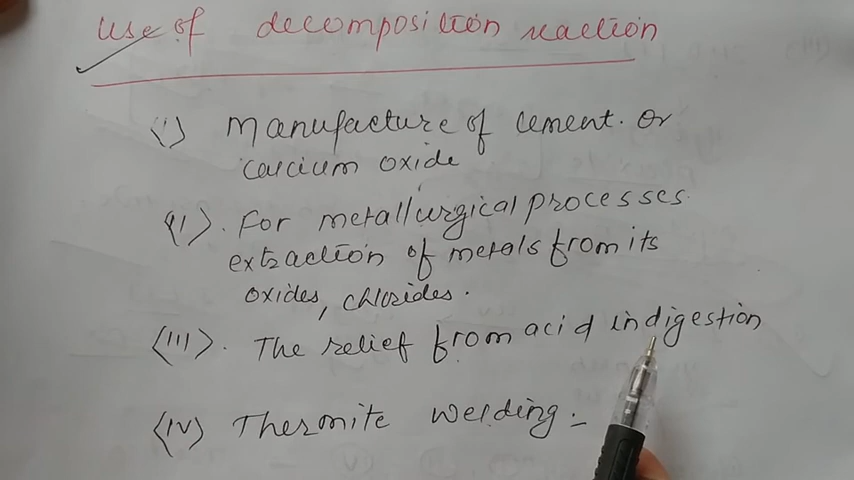 Use of decomposition reaction
(i) Manufacture of cement. Or
calcium oxide
(ii). For metallurgical processes.
extraction of metals from its
oxides, chlorides.
(iii). The relief from acid indigestion
(iv) Thermite Welding. -